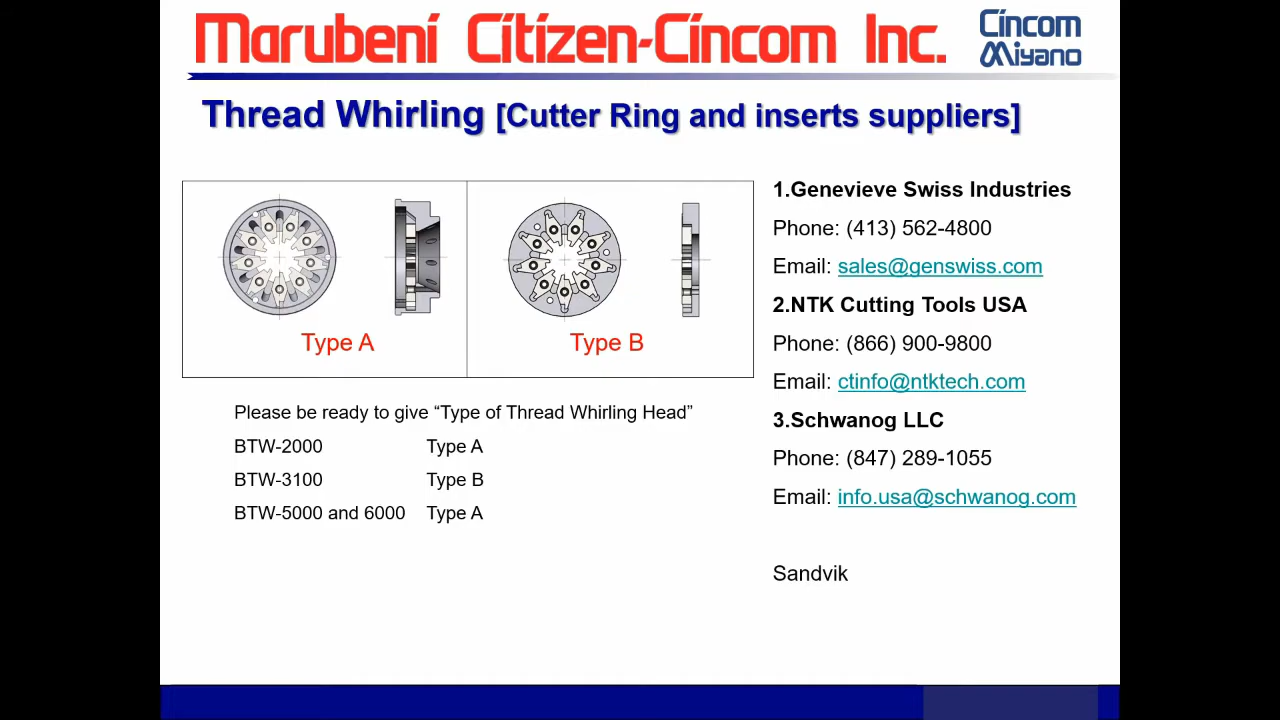 Marubeni Citizen-Cincom Inc.
Cincom
Miyano
Thread Whirling [Cutter Ring and inserts suppliers]
Type A
Type B
Please be ready to give “Type of Thread Whirling Head”
BTW-2000 Type A
BTW-3100 Type B
BTW-5000 and 6000 Type A
1.Genevieve Swiss Industries
Phone: (413) 562-4800
Email: sales@genswiss.com
2.NTK Cutting Tools USA
Phone: (866) 900-9800
Email: ctinfo@ntktech.com
3.Schwanog LLC
Phone: (847) 289-1055
Email: info.usa@schwanog.com
Sandvik